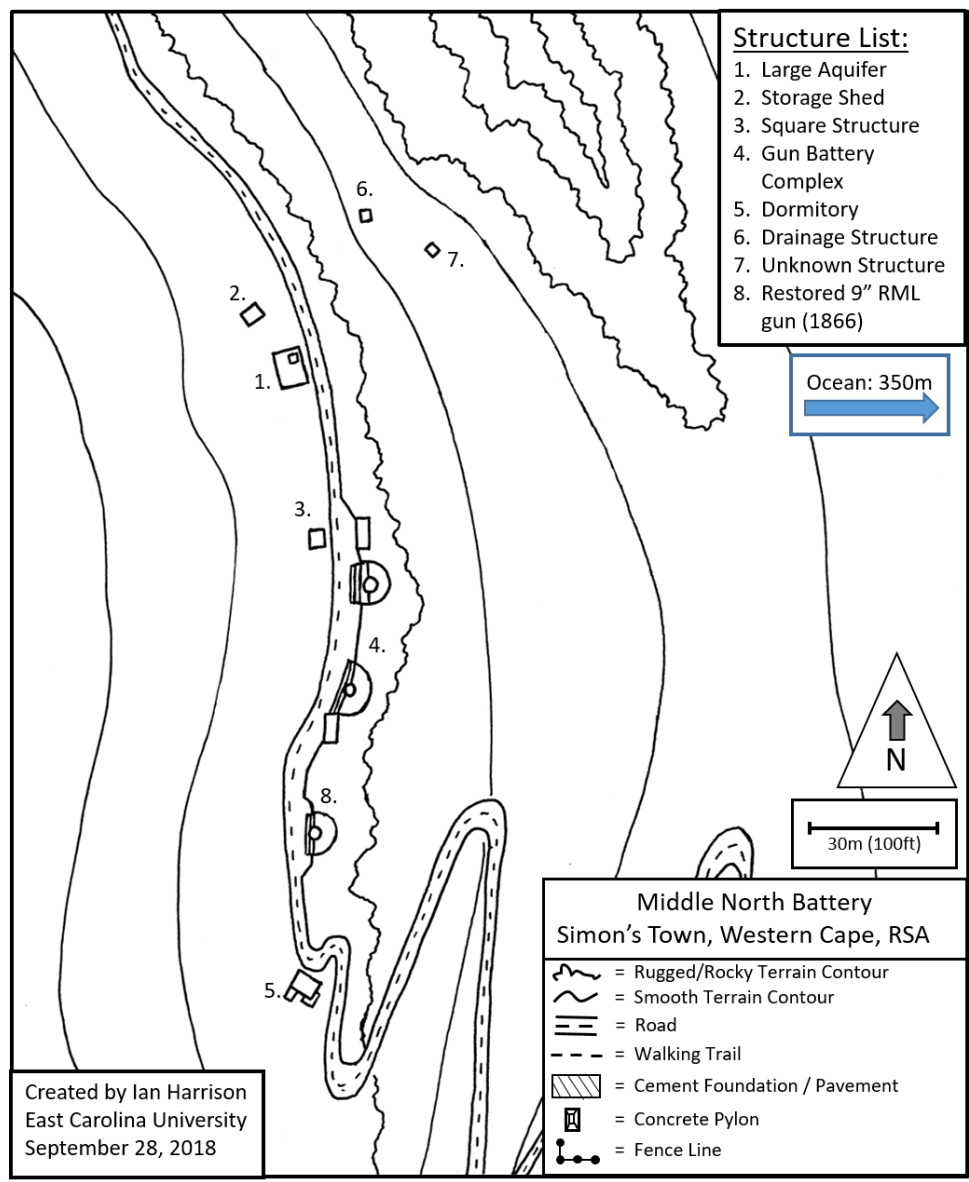 Structure List:
1. Large Aquifer
2. Storage Shed
3. Square Structure
4. Gun Battery
Complex
5. Dormitory
6. Drainage Structure
7. Unknown Structure
8. Restored 9” RML
gun (1866)
Ocean: 350m
6.
7.
2.
1.
3.
4.
8.
5.
N
30m (100ft)
Middle North Battery
Simon’s Town, Western Cape, RSA
= Rugged/Rocky Terrain Contour
= Smooth Terrain Contour
= Road
= Walking Trail
= Cement Foundation / Pavement
= Concrete Pylon
= Fence Line
Created by Ian Harrison
East Carolina University
September 28, 2018